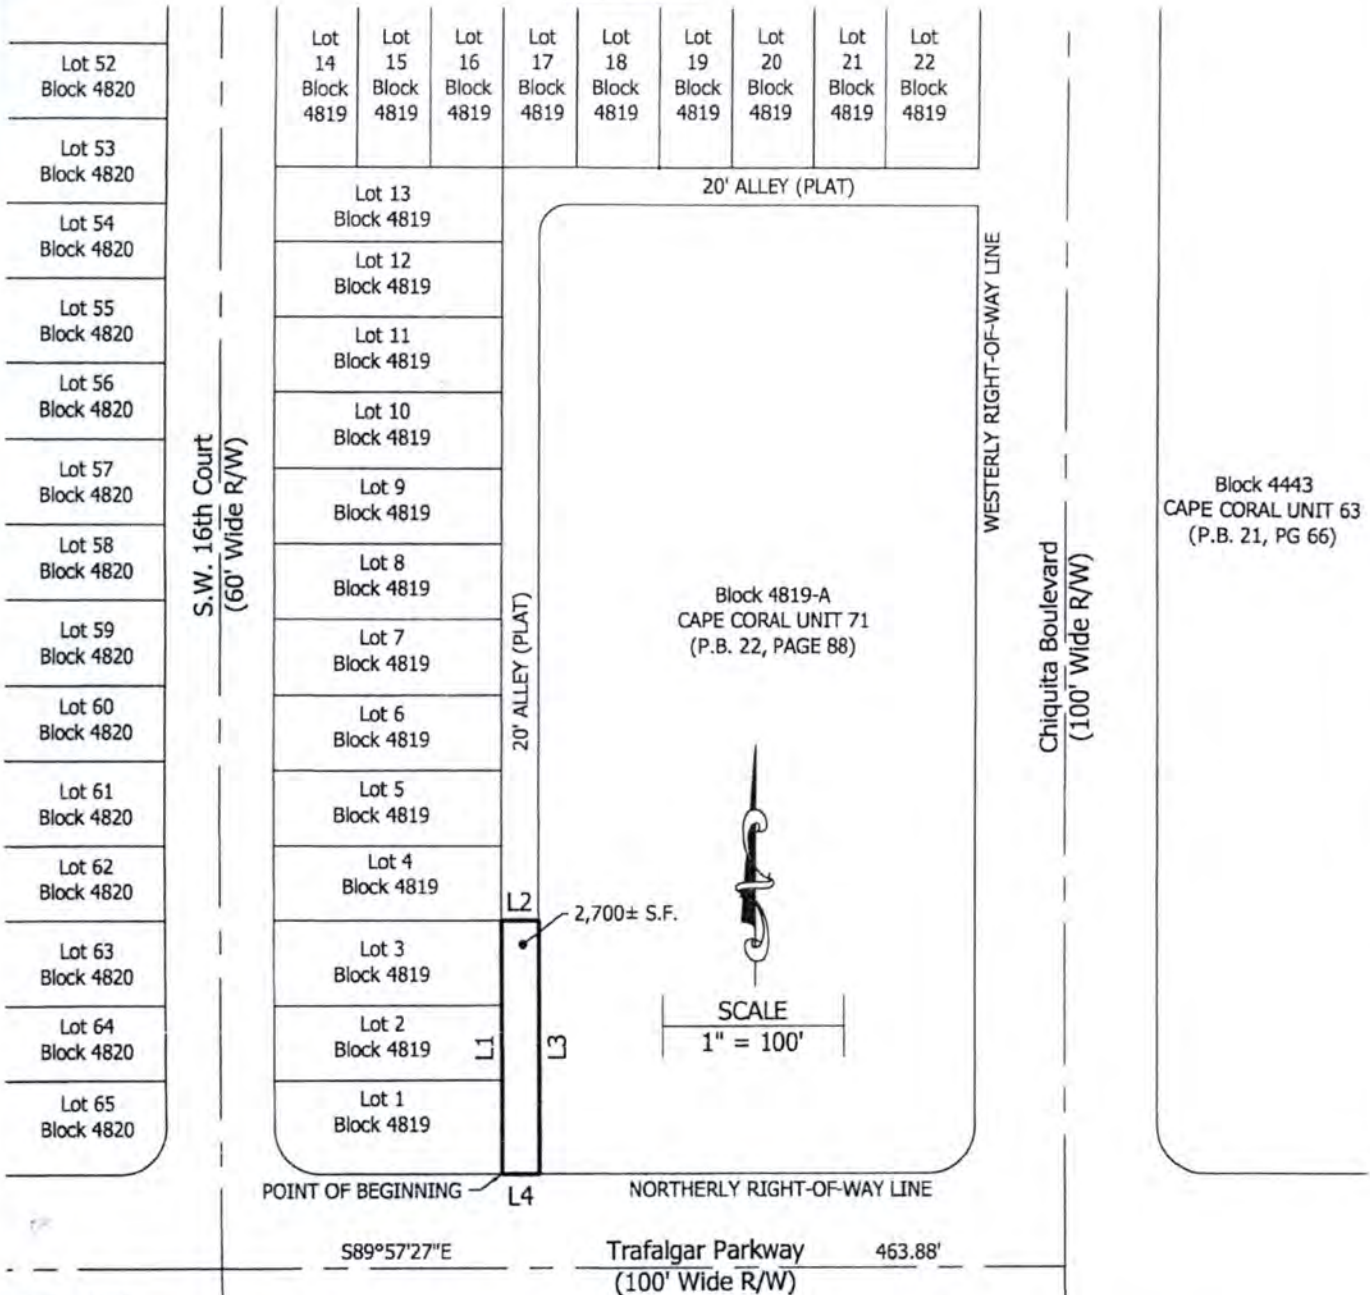 Lot 52
Block 4820
Lot 53
Block 4820
Lot 54
Block 4820
Lot 55
Block 4820
Lot 56
Block 4820
Lot 57
Block 4820
Lot 58
Block 4820
Lot 59
Block 4820
Lot 60
Block 4820
Lot 61
Block 4820
Lot 62
Block 4820
Lot 63
Block 4820
Lot 64
Block 4820
Lot 65
Block 4820
S.W. 16th Court
(60' Wide R/W)
Lot
14
Block
4819
Lot
15
Block
4819
Lot
16
Block
4819
Lot
17
Block
4819
Lot
18
Block
4819
Lot
19
Block
4819
Lot
20
Block
4819
Lot
21
Block
4819
Lot
22
Block
4819
20' ALLEY (PLAT)
Lot 13
Block 4819
Lot 12
Block 4819
Lot 11
Block 4819
Lot 10
Block 4819
Lot 9
Block 4819
Lot 8
Block 4819
Lot 7
Block 4819
Lot 6
Block 4819
Lot 5
Block 4819
Lot 4
Block 4819
Lot 3
Block 4819
Lot 2
Block 4819
Lot 1
Block 4819
20' ALLEY (PLAT)
L2
2,700± S.F.
L1
L3
L4
POINT OF BEGINNING
Block 4819-A
CAPE CORAL UNIT 71
(P.B. 22, PAGE 88)
SCALE
1" = 100'
WESTERLY RIGHT-OF-WAY LINE
Chiquita Boulevard
(100' Wide R/W)
Block 4443
CAPE CORAL UNIT 63
(P.B. 21, PG 66)
NORTHERLY RIGHT-OF-WAY LINE
S89°57'27"E
Trafalgar Parkway
463.88'
(100' Wide R/W)